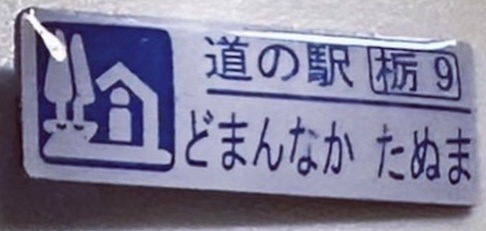 道の駅 栃 9
どまんなか たぬま